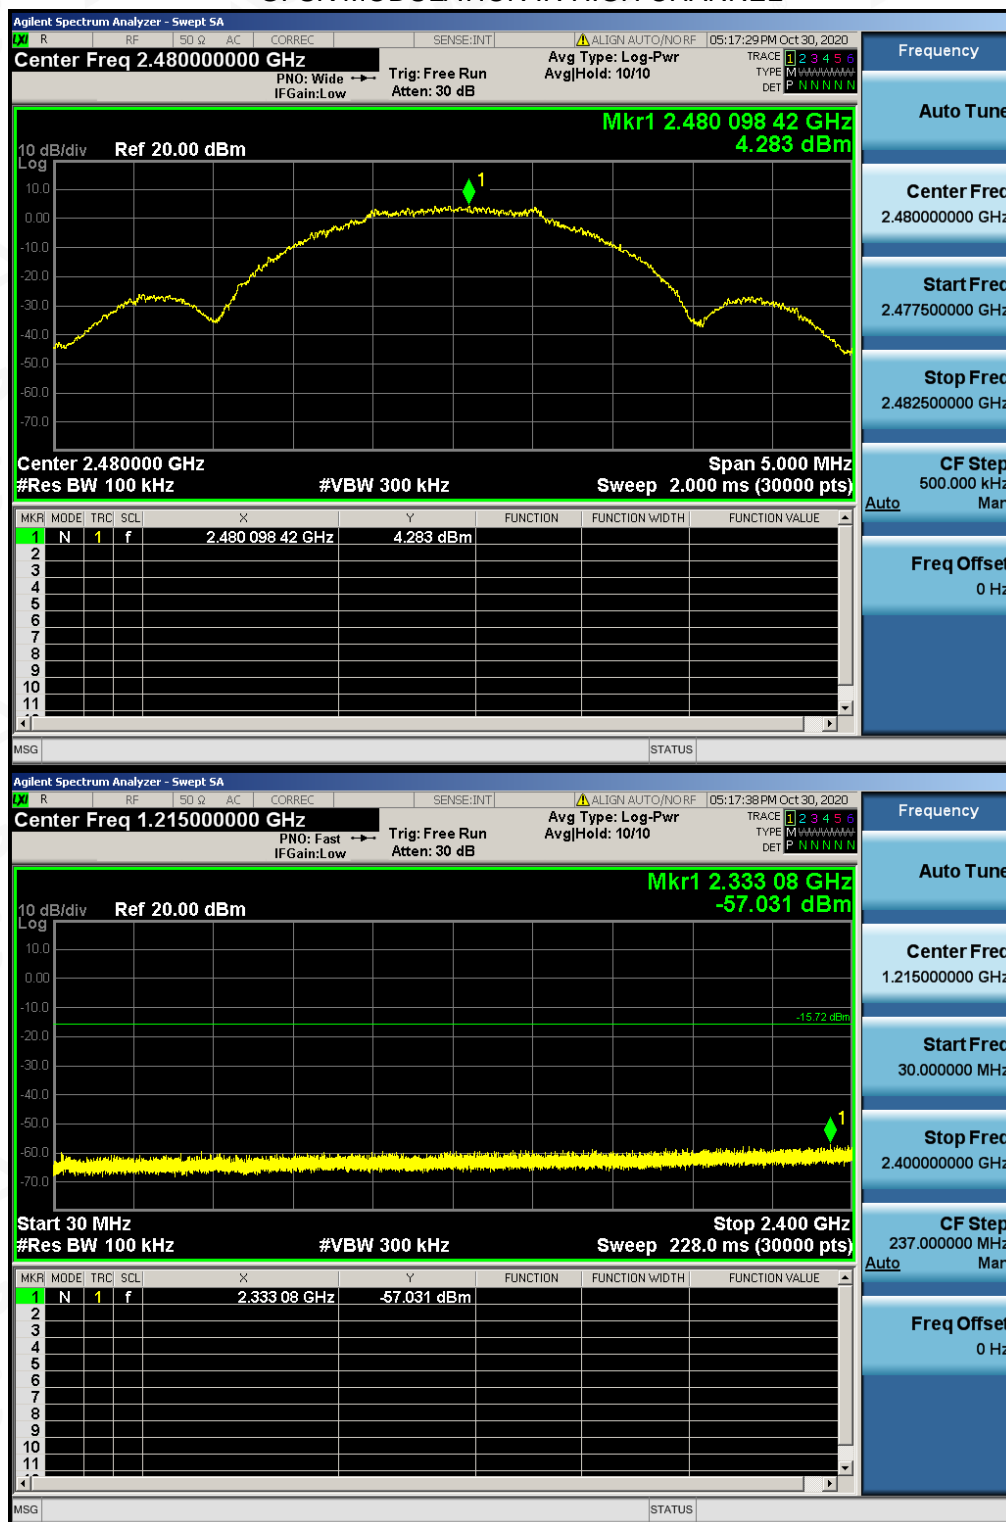 Agilent Spectrum Analyzer - Swept SA
LXI R RF 50 Ω AC CORREC SENSE:INT ALIGN AUTO/NO RF 05:17:29 PM Oct 30, 2020
Center Freq 2.480000000 GHz
PNO: Wide
IFGain:Low
Trig: Free Run
Atten: 30 dB
Avg Type: Log-Pwr
Avg|Hold: 10/10
TRACE 1 2 3 4 5 6
TYPE M
DET P N N N N N
Mkr1 2.480 098 42 GHz
4.283 dBm
10 dB/div Ref 20.00 dBm
Log
10.0
0.00
-10.0
-20.0
-30.0
-40.0
-50.0
-60.0
-70.0
1
Center 2.480000 GHz Span 5.000 MHz
#Res BW 100 kHz #VBW 300 kHz Sweep 2.000 ms (30000 pts)
MKR MODE TRC SCL X Y FUNCTION FUNCTION WIDTH FUNCTION VALUE
1 N 1 f 2.480 098 42 GHz 4.283 dBm
2
3
4
5
6
7
8
9
10
11
MSG STATUS
Frequency
Auto Tune
Center Freq
2.480000000 GHz
Start Freq
2.477500000 GHz
Stop Freq
2.482500000 GHz
CF Step
500.000 kHz
Auto Man
Freq Offset
0 Hz
Agilent Spectrum Analyzer - Swept SA
LXI R RF 50 Ω AC CORREC SENSE:INT ALIGN AUTO/NO RF 05:17:38 PM Oct 30, 2020
Center Freq 1.215000000 GHz
PNO: Fast
IFGain:Low
Trig: Free Run
Atten: 30 dB
Avg Type: Log-Pwr
Avg|Hold: 10/10
TRACE 1 2 3 4 5 6
TYPE M
DET P N N N N N
Mkr1 2.333 08 GHz
-57.031 dBm
10 dB/div Ref 20.00 dBm
Log
10.0
0.00
-10.0
-20.0
-30.0
-40.0
-50.0
-60.0
-70.0
-15.72 dBm
1
Start 30 MHz Stop 2.400 GHz
#Res BW 100 kHz #VBW 300 kHz Sweep 228.0 ms (30000 pts)
MKR MODE TRC SCL X Y FUNCTION FUNCTION WIDTH FUNCTION VALUE
1 N 1 f 2.333 08 GHz -57.031 dBm
2
3
4
5
6
7
8
9
10
11
MSG STATUS
Frequency
Auto Tune
Center Freq
1.215000000 GHz
Start Freq
30.000000 MHz
Stop Freq
2.400000000 GHz
CF Step
237.000000 MHz
Auto Man
Freq Offset
0 Hz